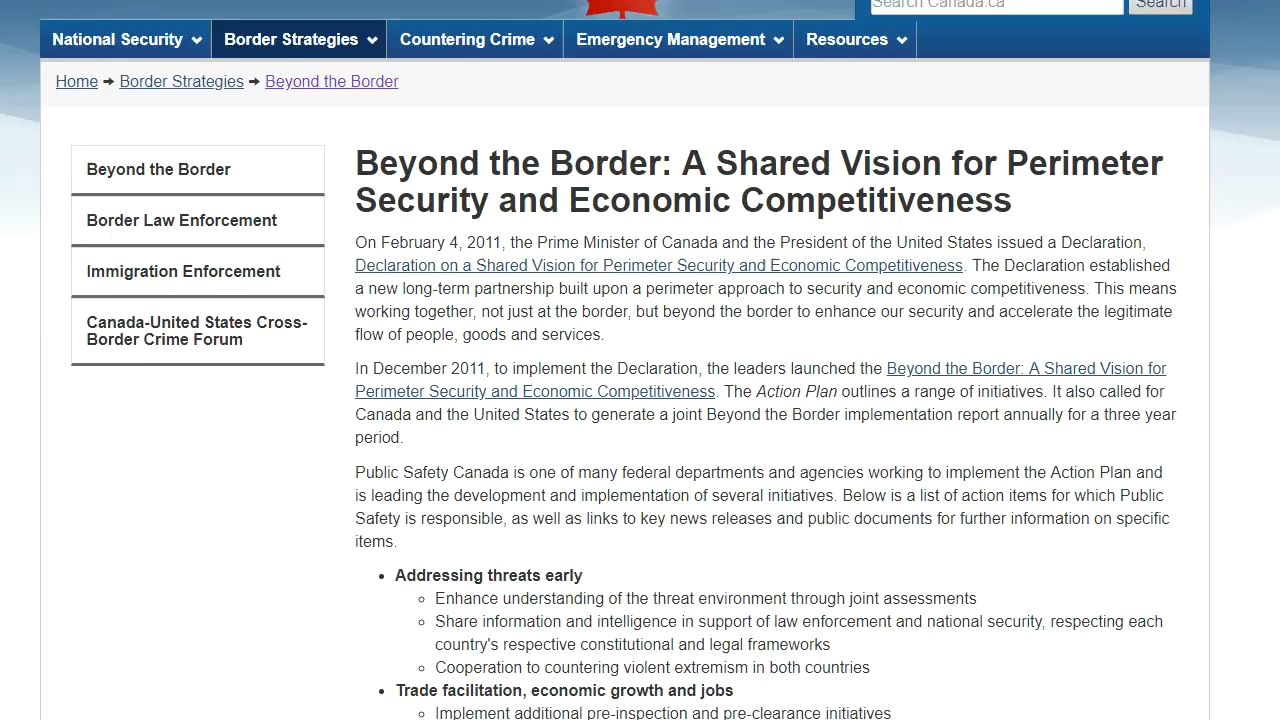 Search Canada.ca Search
National Security Border Strategies Countering Crime Emergency Management Resources
Home Border Strategies Beyond the Border
Beyond the Border
Border Law Enforcement
Immigration Enforcement
Canada-United States Cross-
Border Crime Forum
Beyond the Border: A Shared Vision for Perimeter
Security and Economic Competitiveness
On February 4, 2011, the Prime Minister of Canada and the President of the United States issued a Declaration,
Declaration on a Shared Vision for Perimeter Security and Economic Competitiveness. The Declaration established
a new long-term partnership built upon a perimeter approach to security and economic competitiveness. This means
working together, not just at the border, but beyond the border to enhance our security and accelerate the legitimate
flow of people, goods and services.
In December 2011, to implement the Declaration, the leaders launched the Beyond the Border: A Shared Vision for
Perimeter Security and Economic Competitiveness. The Action Plan outlines a range of initiatives. It also called for
Canada and the United States to generate a joint Beyond the Border implementation report annually for a three year
period.
Public Safety Canada is one of many federal departments and agencies working to implement the Action Plan and
is leading the development and implementation of several initiatives. Below is a list of action items for which Public
Safety is responsible, as well as links to key news releases and public documents for further information on specific
items.
Addressing threats early
Enhance understanding of the threat environment through joint assessments
Share information and intelligence in support of law enforcement and national security, respecting each
country's respective constitutional and legal frameworks
Cooperation to countering violent extremism in both countries
Trade facilitation, economic growth and jobs
Implement additional pre-inspection and pre-clearance initiatives